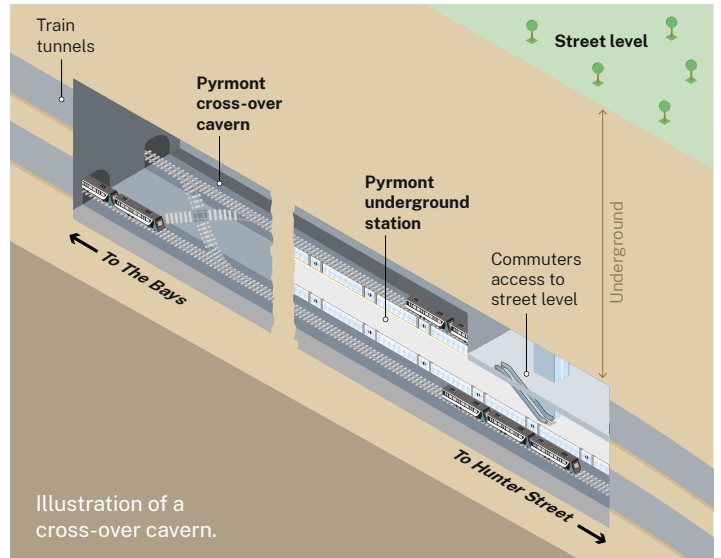 Train
tunnels
Street level
Pyrmont
cross-over
cavern
Pyrmont
underground
station
Commuters
access to
street level
Underground
To The Bays
To Hunter Street
Illustration of a
cross-over cavern.